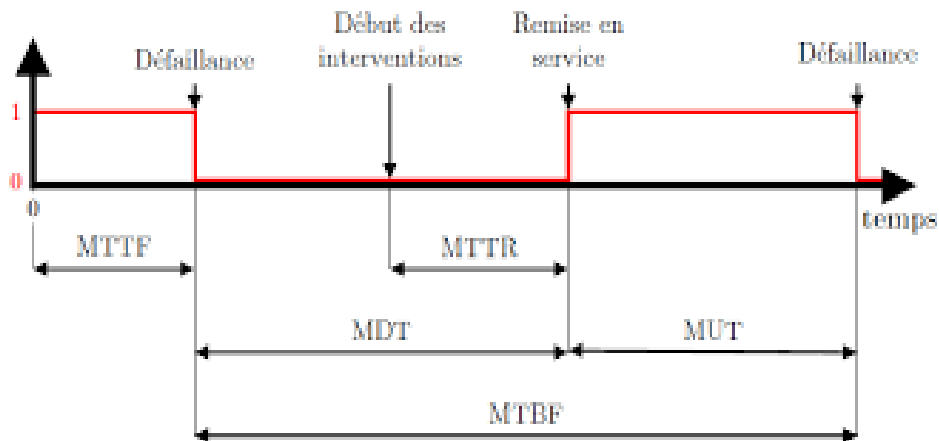 Début des
interventions
Remise en
service
Défaillance
Défaillance
1
0
0
temps
MTTF
MTTR
MDT
MUT
MTBF